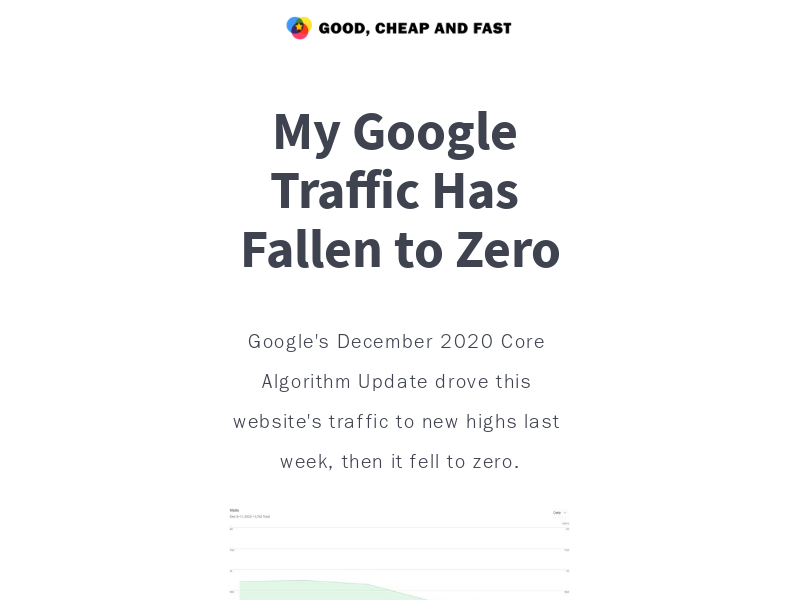 GOOD, CHEAP AND FAST
My Google
Traffic Has
Fallen to Zero
Google's December 2020 Core
Algorithm Update drove this
website's traffic to new highs last
week, then it fell to zero.
Visits
Daily